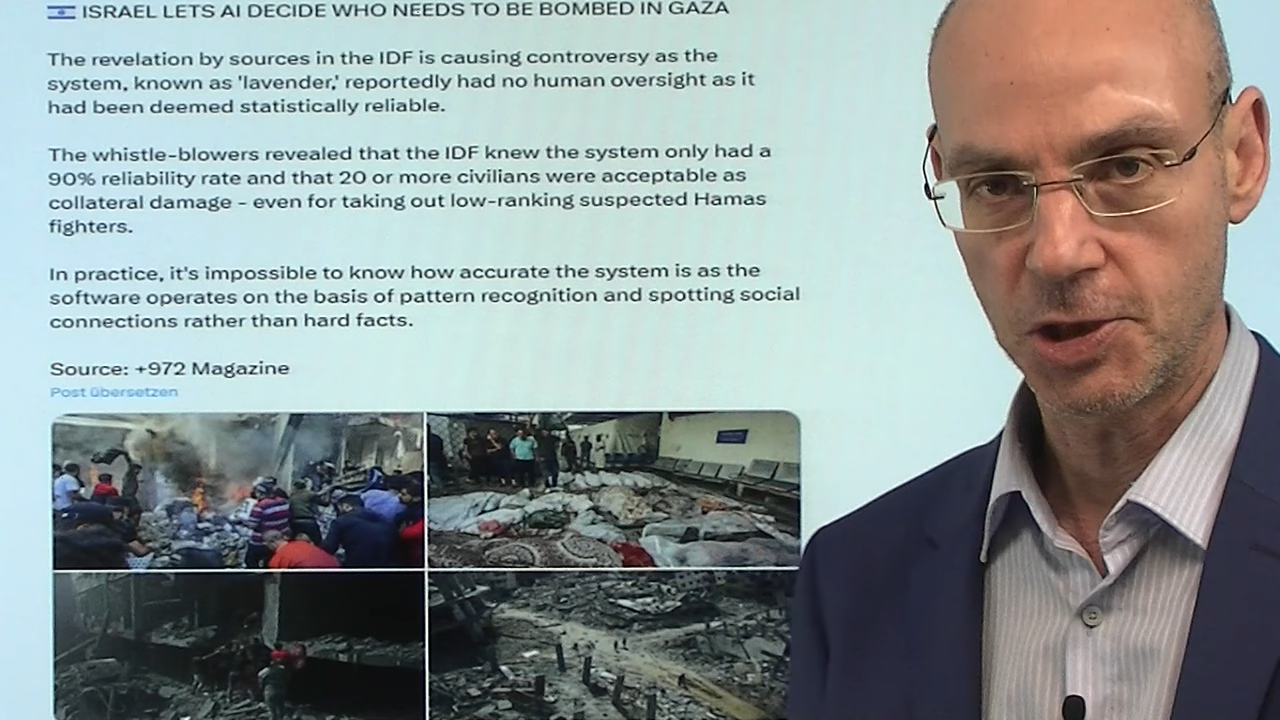 ISRAEL LETS AI DECIDE WHO NEEDS TO BE BOMBED IN GAZA
The revelation by sources in the IDF is causing controversy as the
system, known as 'lavender,' reportedly had no human oversight as it
had been deemed statistically reliable.
The whistle-blowers revealed that the IDF knew the system only had a
90% reliability rate and that 20 or more civilians were acceptable as
collateral damage - even for taking out low-ranking suspected Hamas
fighters.
In practice, it's impossible to know how accurate the system is as the
software operates on the basis of pattern recognition and spotting social
connections rather than hard facts.
Source: +972 Magazine
Post übersetzen